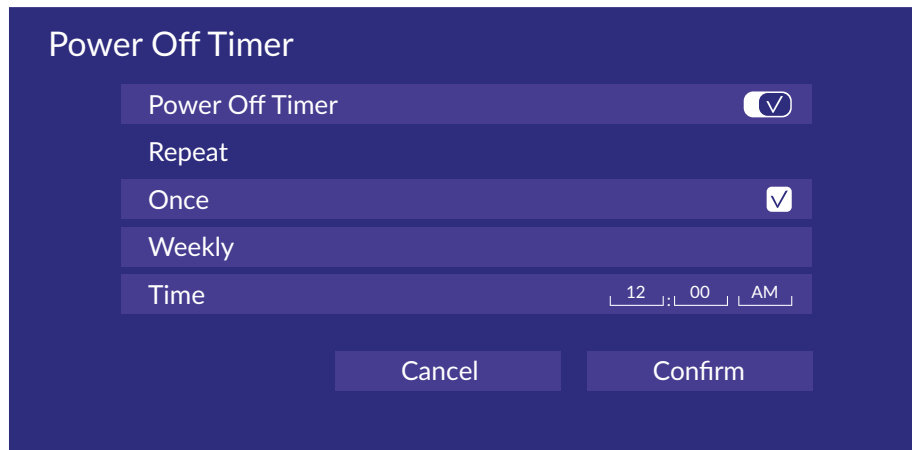 Power Off Timer
Power Off Timer
Repeat
Once
Weekly
Time 12 : 00 AM
Cancel Confirm